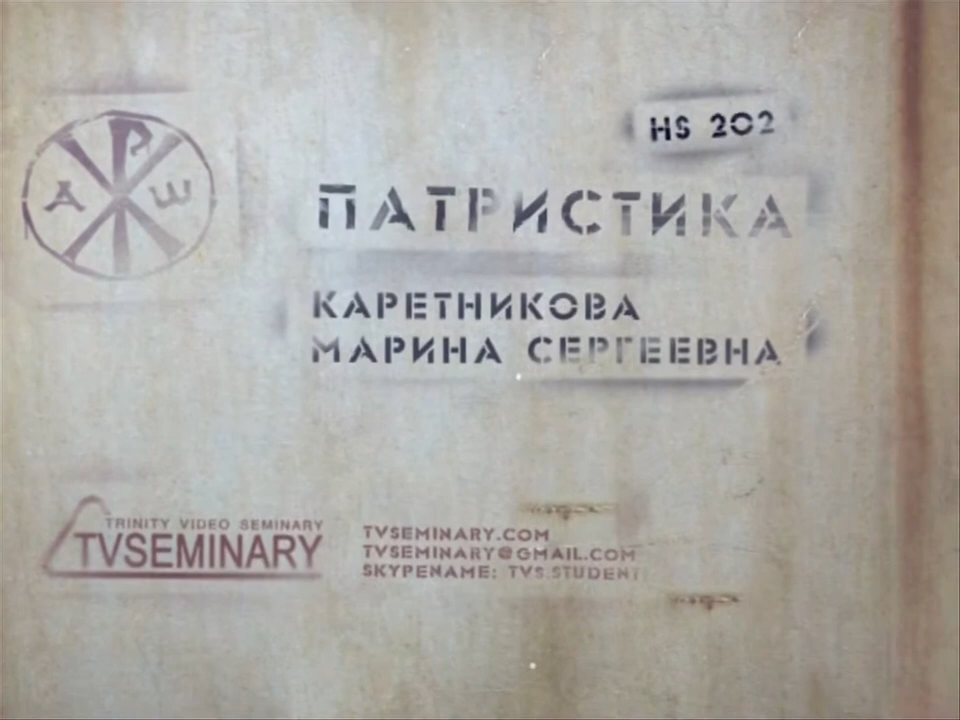 HS 202
ПАТРИСТИКА
КАРЕТНИКОВА
МАРИНА СЕРГЕЕВНА
TRINITY VIDEO SEMINARY
TVSEMINARY
TVSEMINARY.COM
TVSEMINARY@GMAIL.COM
SKYPENAME: TVS.STUDENT